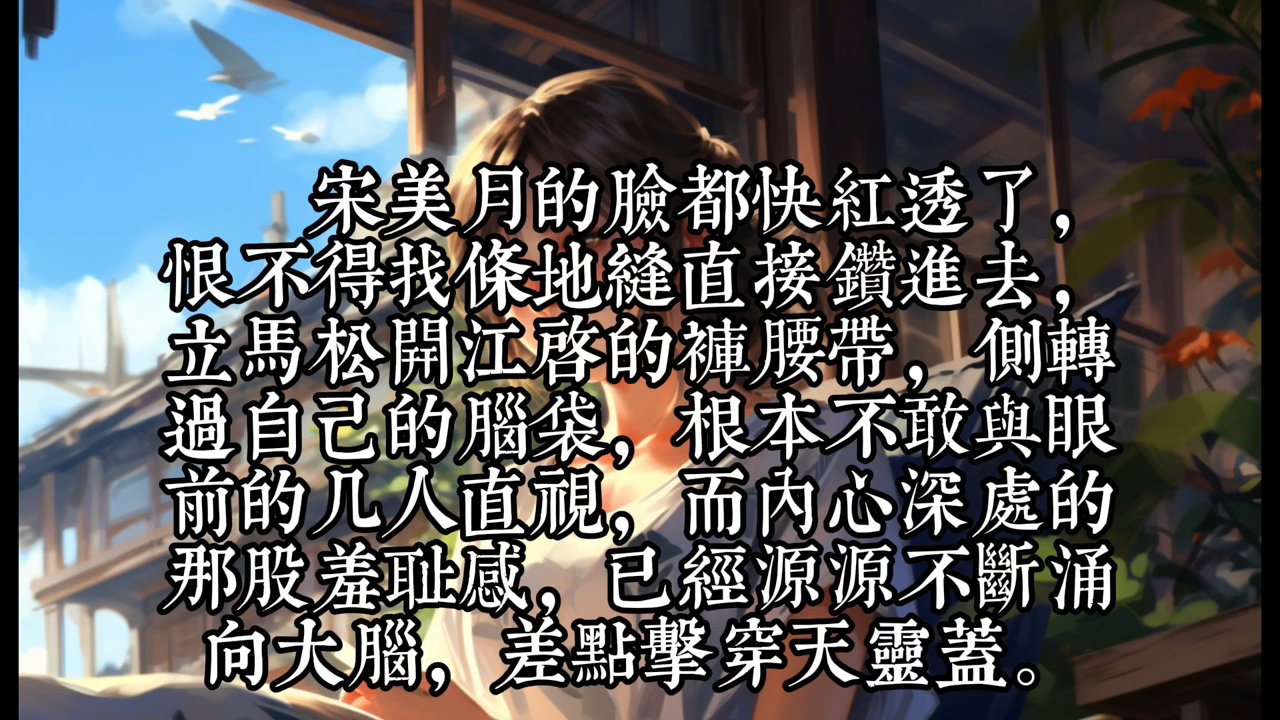 宋美月的臉都快紅透了，
恨不得找條地縫直接鑽進去，
立馬松開江啓的褲腰帶，側轉
過自己的腦袋，根本不敢與眼
前的几人直視，而內心深處的
那股羞耻感，已經源源不斷涌
向大腦，差點擊穿天靈蓋。